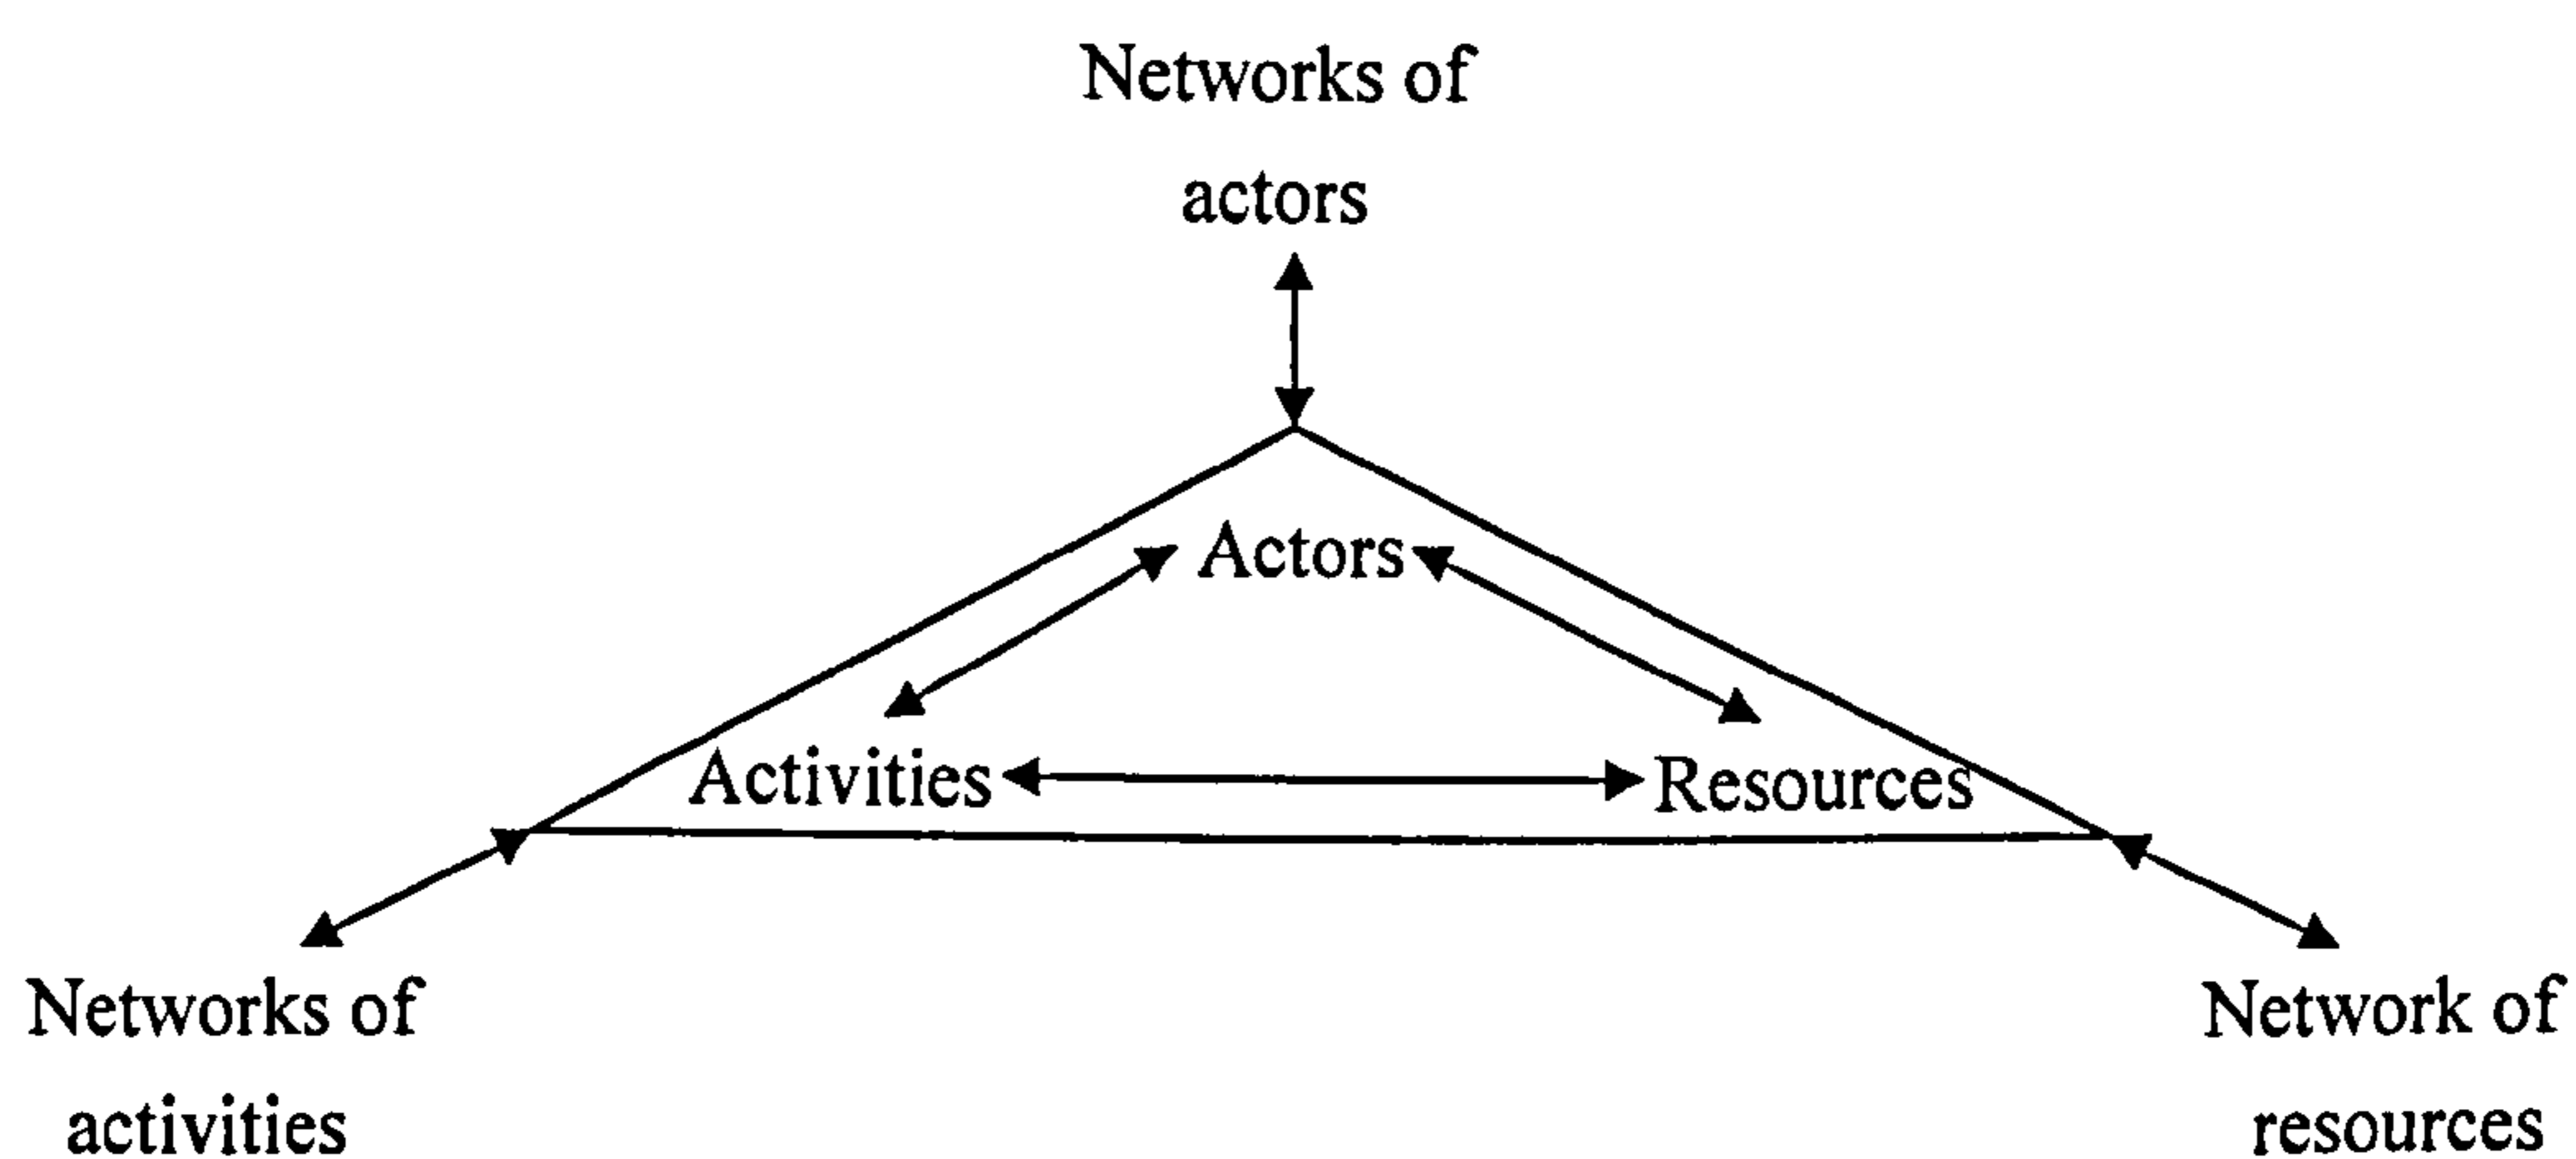 Networks of
actors
Actors
Activities
Resources
Networks of
activities
Network of
resources